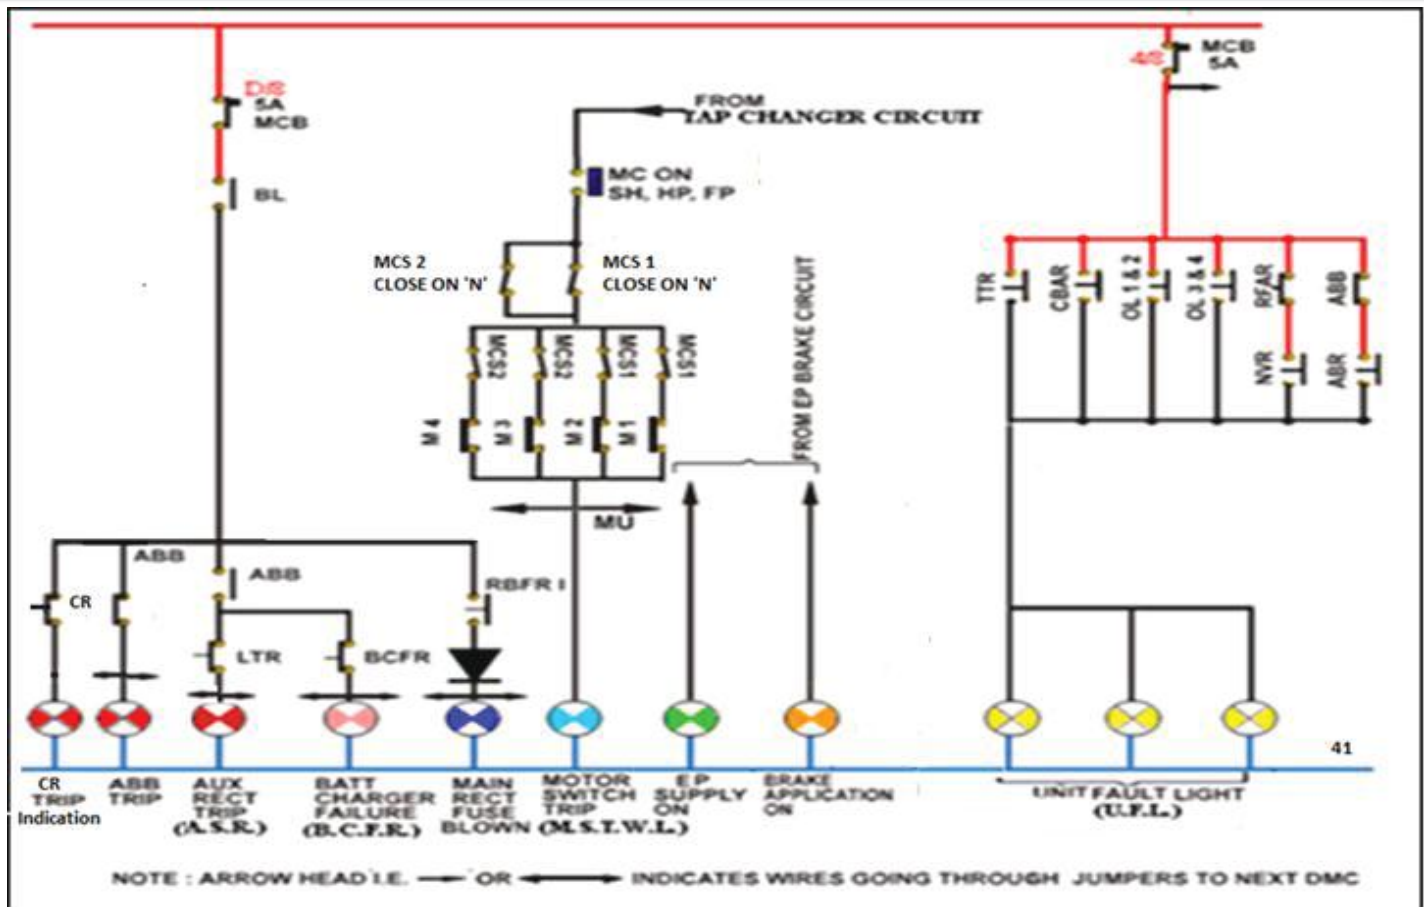 D/8
5A
MCB
BL
FROM
TAP CHANGER CIRCUIT
MC ON
SH, HP, FP
MCS 2
CLOSE ON 'N'
MCS 1
CLOSE ON 'N'
MCS2
MCS2
MCS1
MCS1
M 4
M 3
M 2
M 1
MU
FROM EP BRAKE CIRCUIT
MCB
5A
TTR
CBAR
OL 1 & 2
OL 3 & 4
RFAR
ABB
NVR
ABR
ABB
ABB
CR
RBFR I
LTR
BCFR
41
CR
TRIP
Indication
ABB
TRIP
AUX
RECT
TRIP
(A.S.R.)
BATT
CHARGER
FAILURE
(B.C.F.R.)
MAIN
RECT
FUSE
BLOWN
MOTOR
SWITCH
TRIP
(M.S.T.W.L.)
EP
SUPPLY
ON
BRAKE
APPLICATION
ON
UNIT FAULT LIGHT
(U.F.L.)
NOTE : ARROW HEAD I.E. OR INDICATES WIRES GOING THROUGH JUMPERS TO NEXT DMC